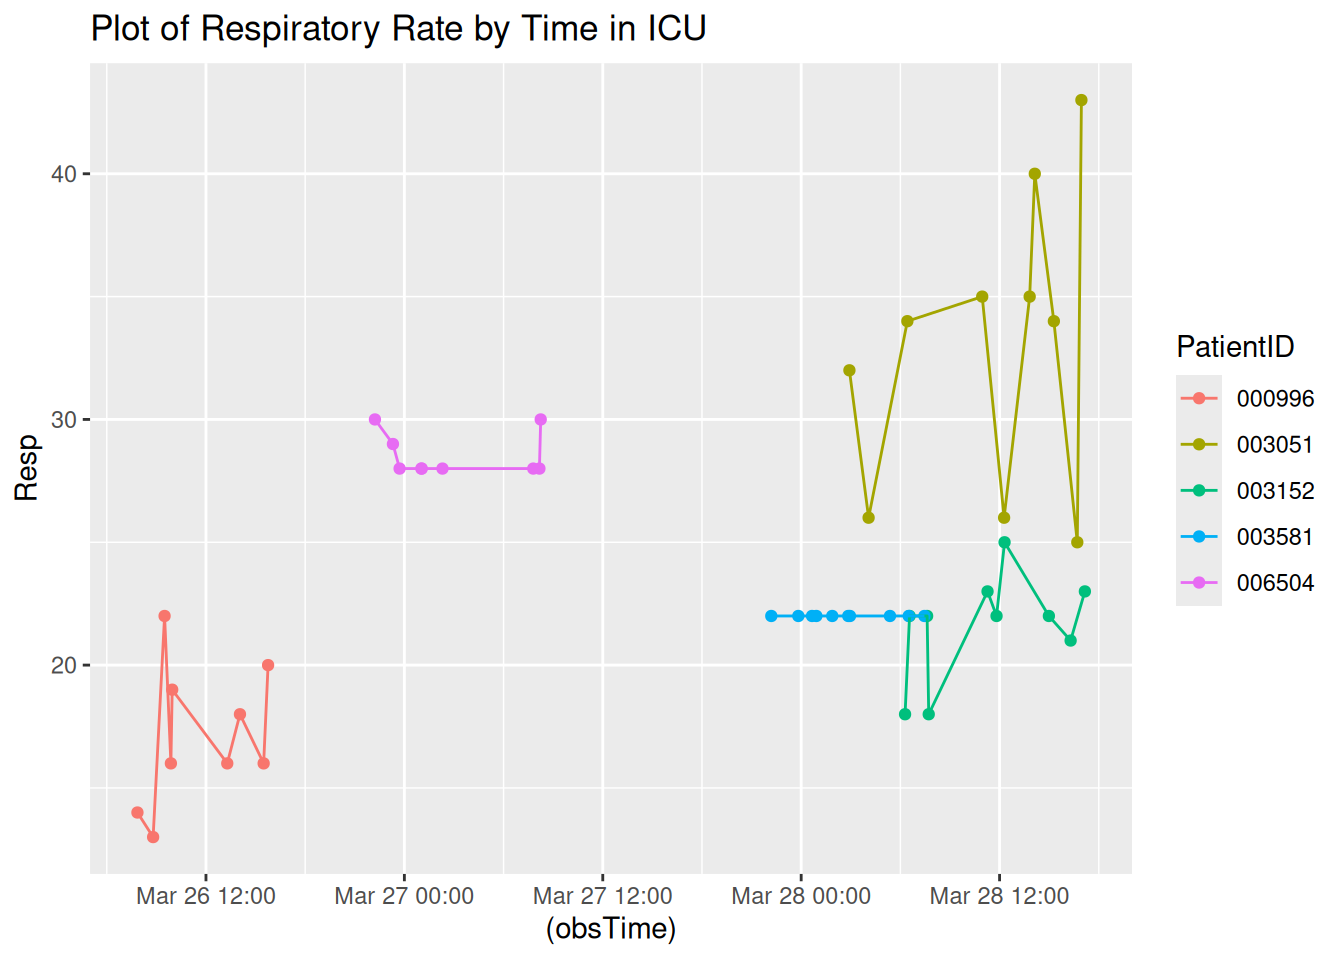 Plot of Respiratory Rate by Time in ICU
40
30
20
Resp
Mar 26 12:00
Mar 27 00:00
Mar 27 12:00
Mar 28 00:00
Mar 28 12:00
(obsTime)
PatientID
000996
003051
003152
003581
006504